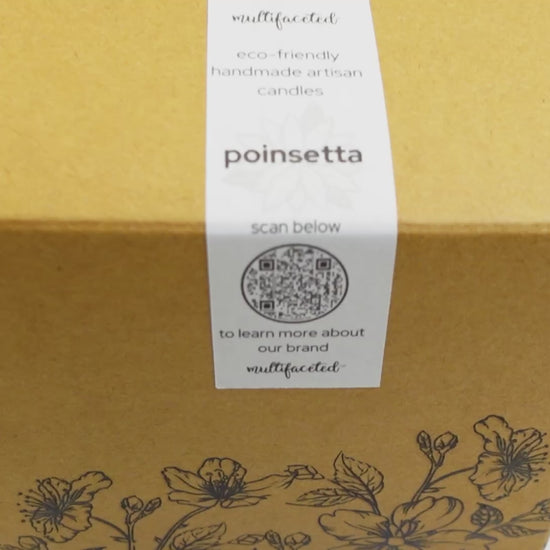 multifaceted
eco-friendly
handmade artisan
candles
poinsetta
scan below
to learn more about
our brand
multifaceted